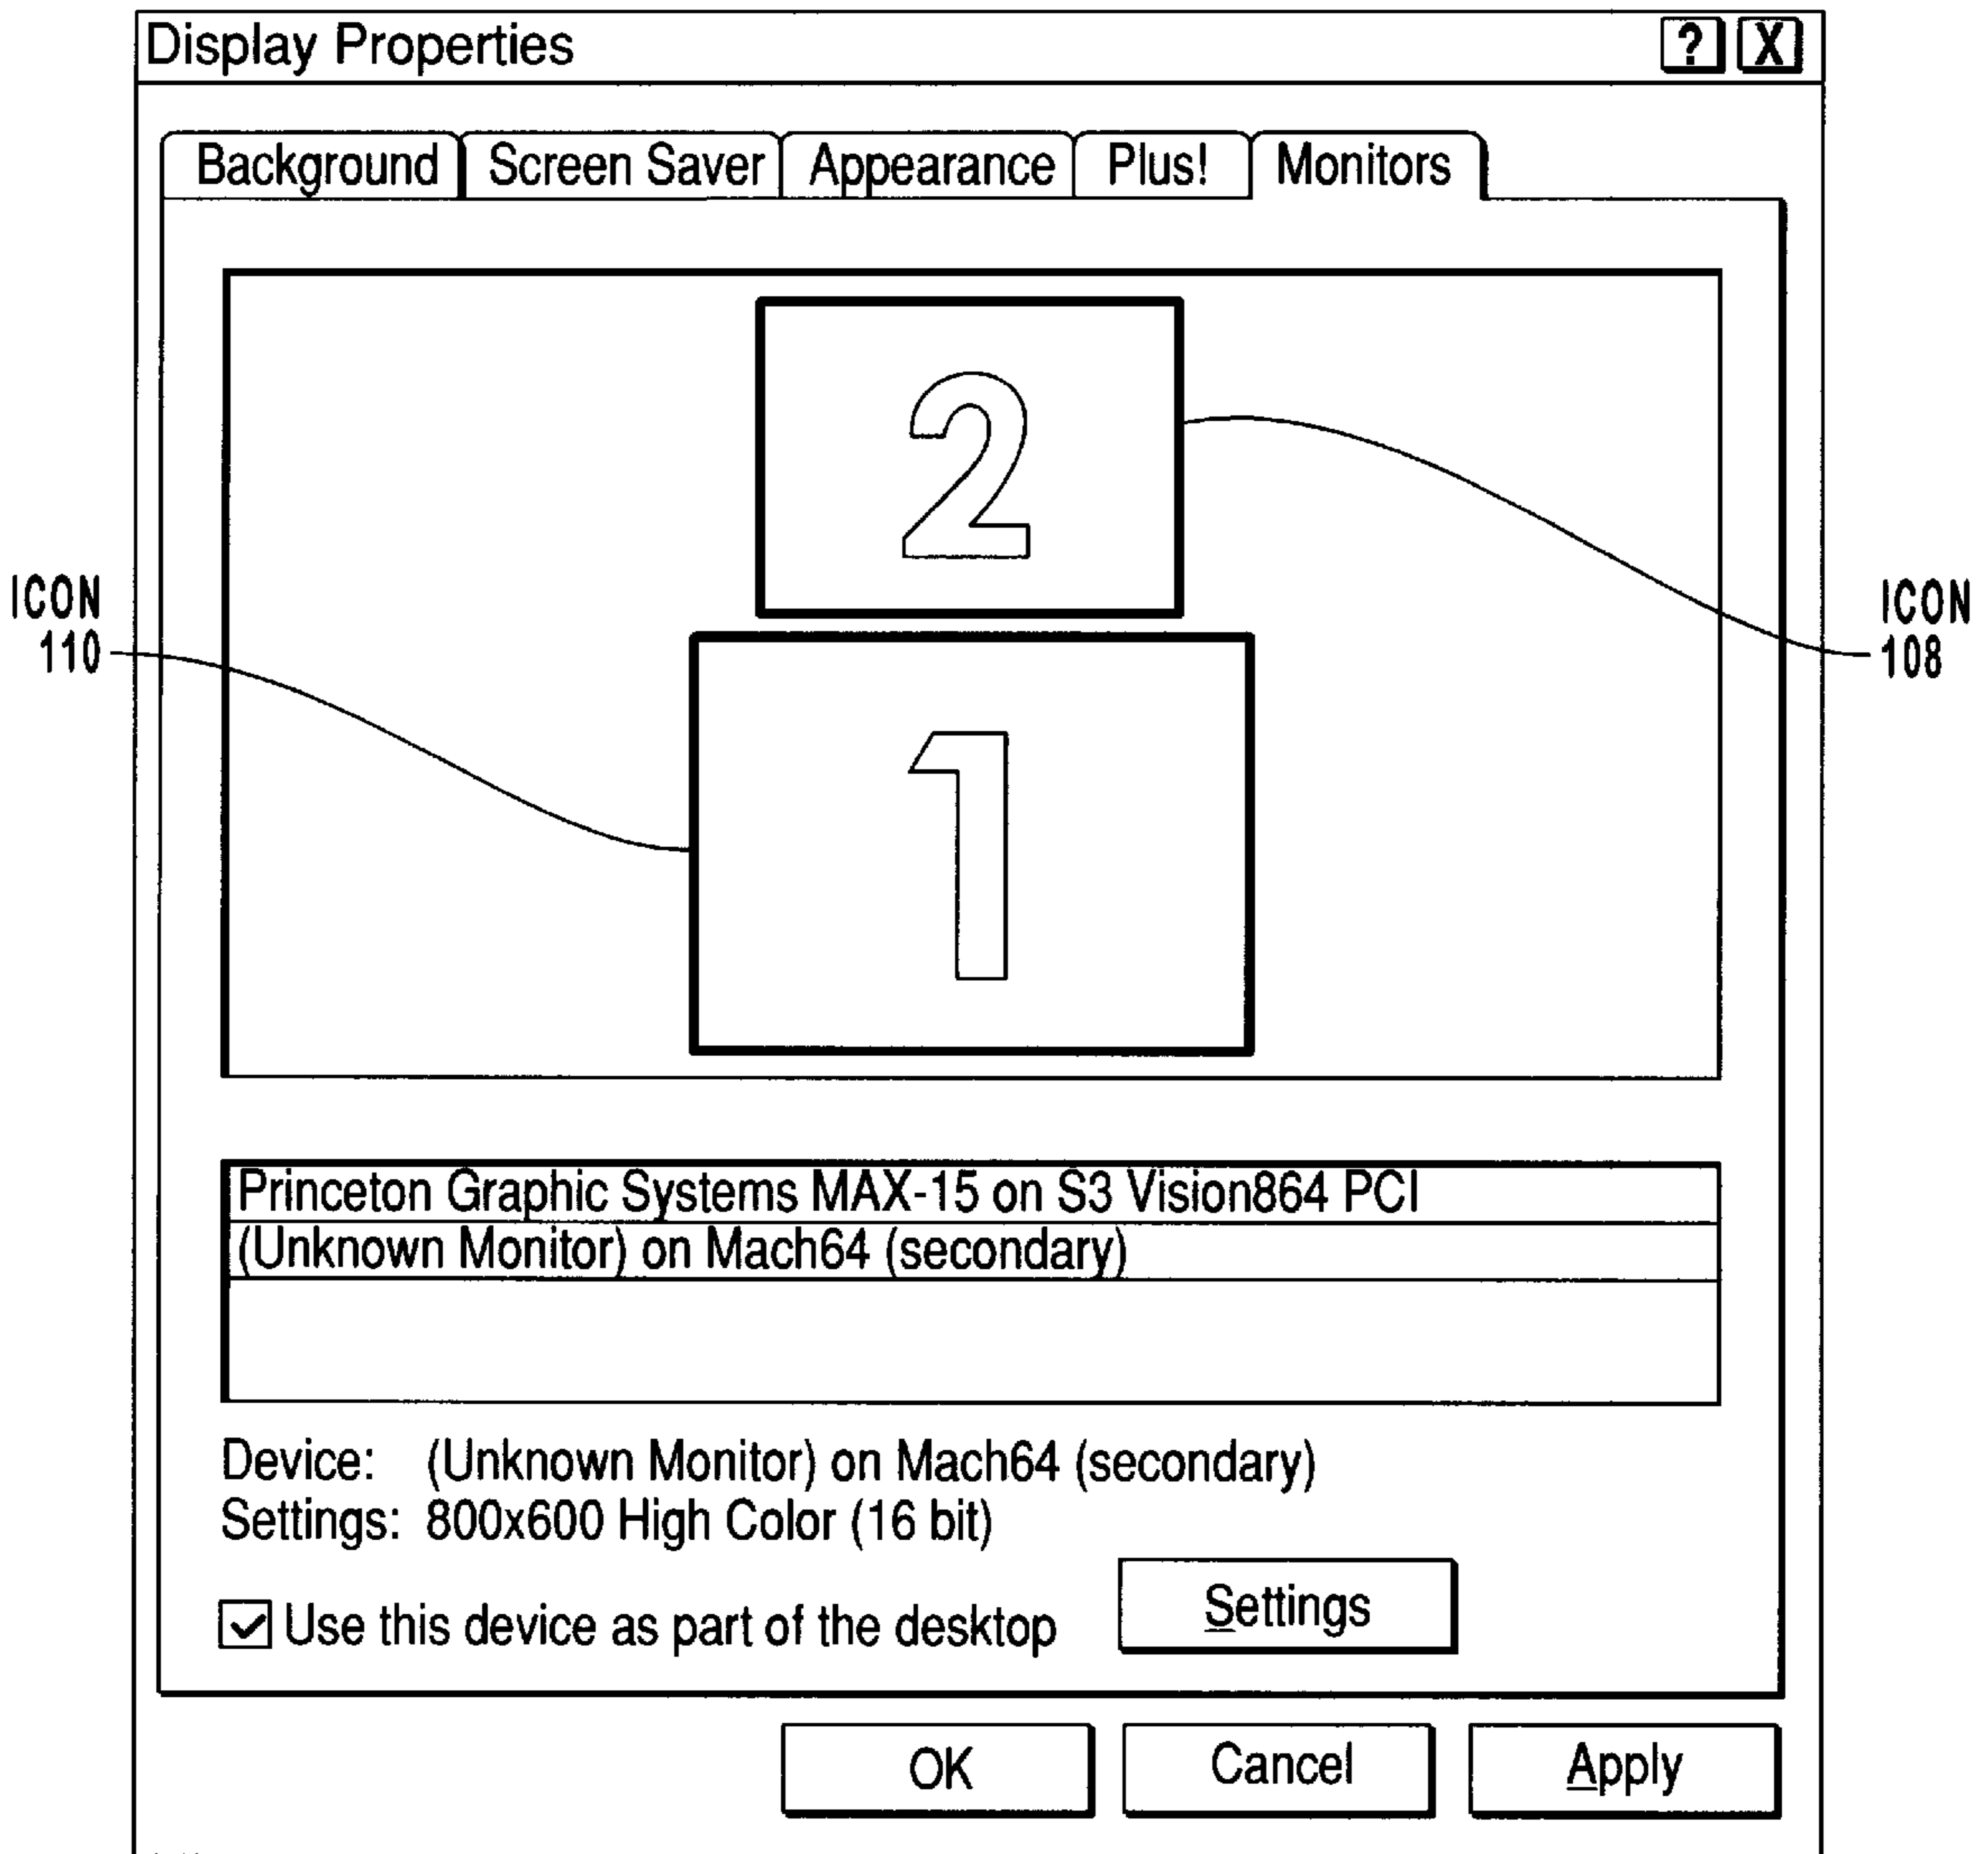 Display Properties ? X
Background Screen Saver Appearance Plus! Monitors
2
ICON
110
ICON
108
1
Princeton Graphic Systems MAX-15 on S3 Vision864 PCI
(Unknown Monitor) on Mach64 (secondary)
Device: (Unknown Monitor) on Mach64 (secondary)
Settings: 800x600 High Color (16 bit)
Use this device as part of the desktop
Settings
OK Cancel Apply